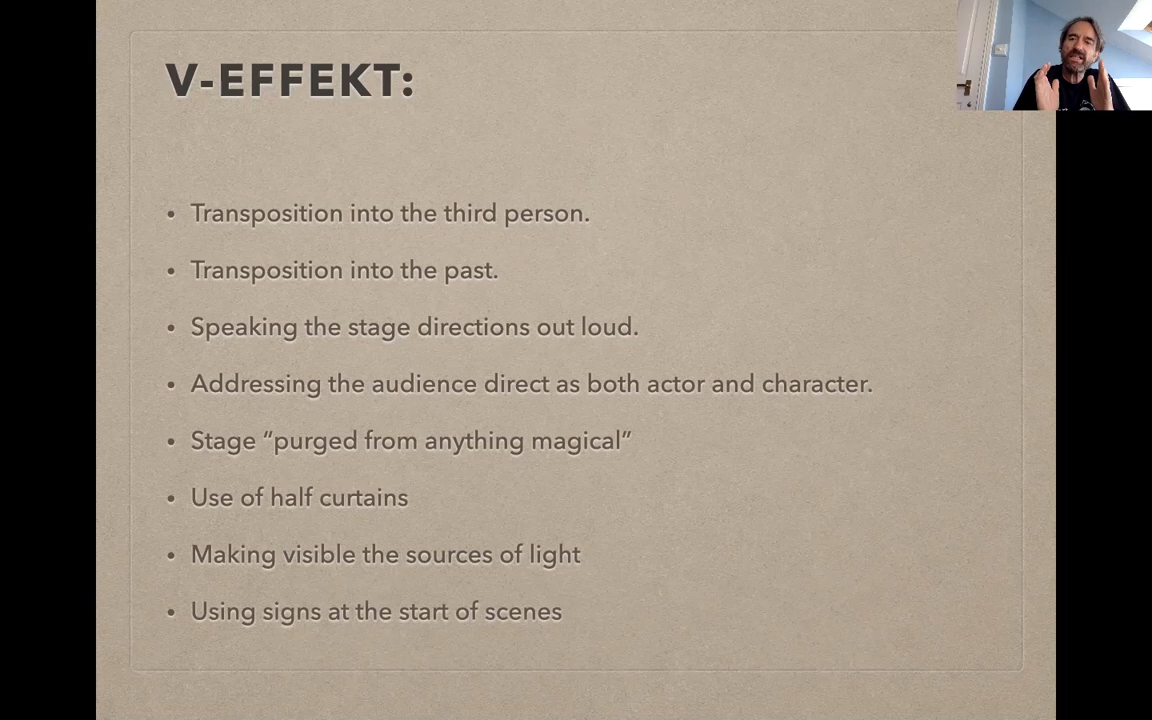 V-EFFEKT:
• Transposition into the third person.
• Transposition into the past.
• Speaking the stage directions out loud.
• Addressing the audience direct as both actor and character.
• Stage “purged from anything magical”
• Use of half curtains
• Making visible the sources of light
• Using signs at the start of scenes